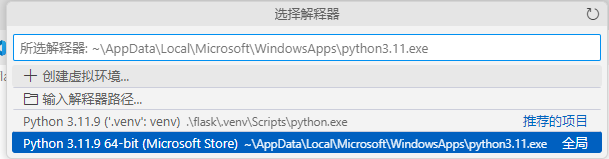 选择解释器
所选解释器: ~\AppData\Local\Microsoft\WindowsApps\python3.11.exe
创建虚拟环境...
输入解释器路径...
Python 3.11.9 ('.venv': venv) .\flask\.venv\Scripts\python.exe 推荐的项目
Python 3.11.9 64-bit (Microsoft Store) ~\AppData\Local\Microsoft\WindowsApps\python3.11.exe 全局